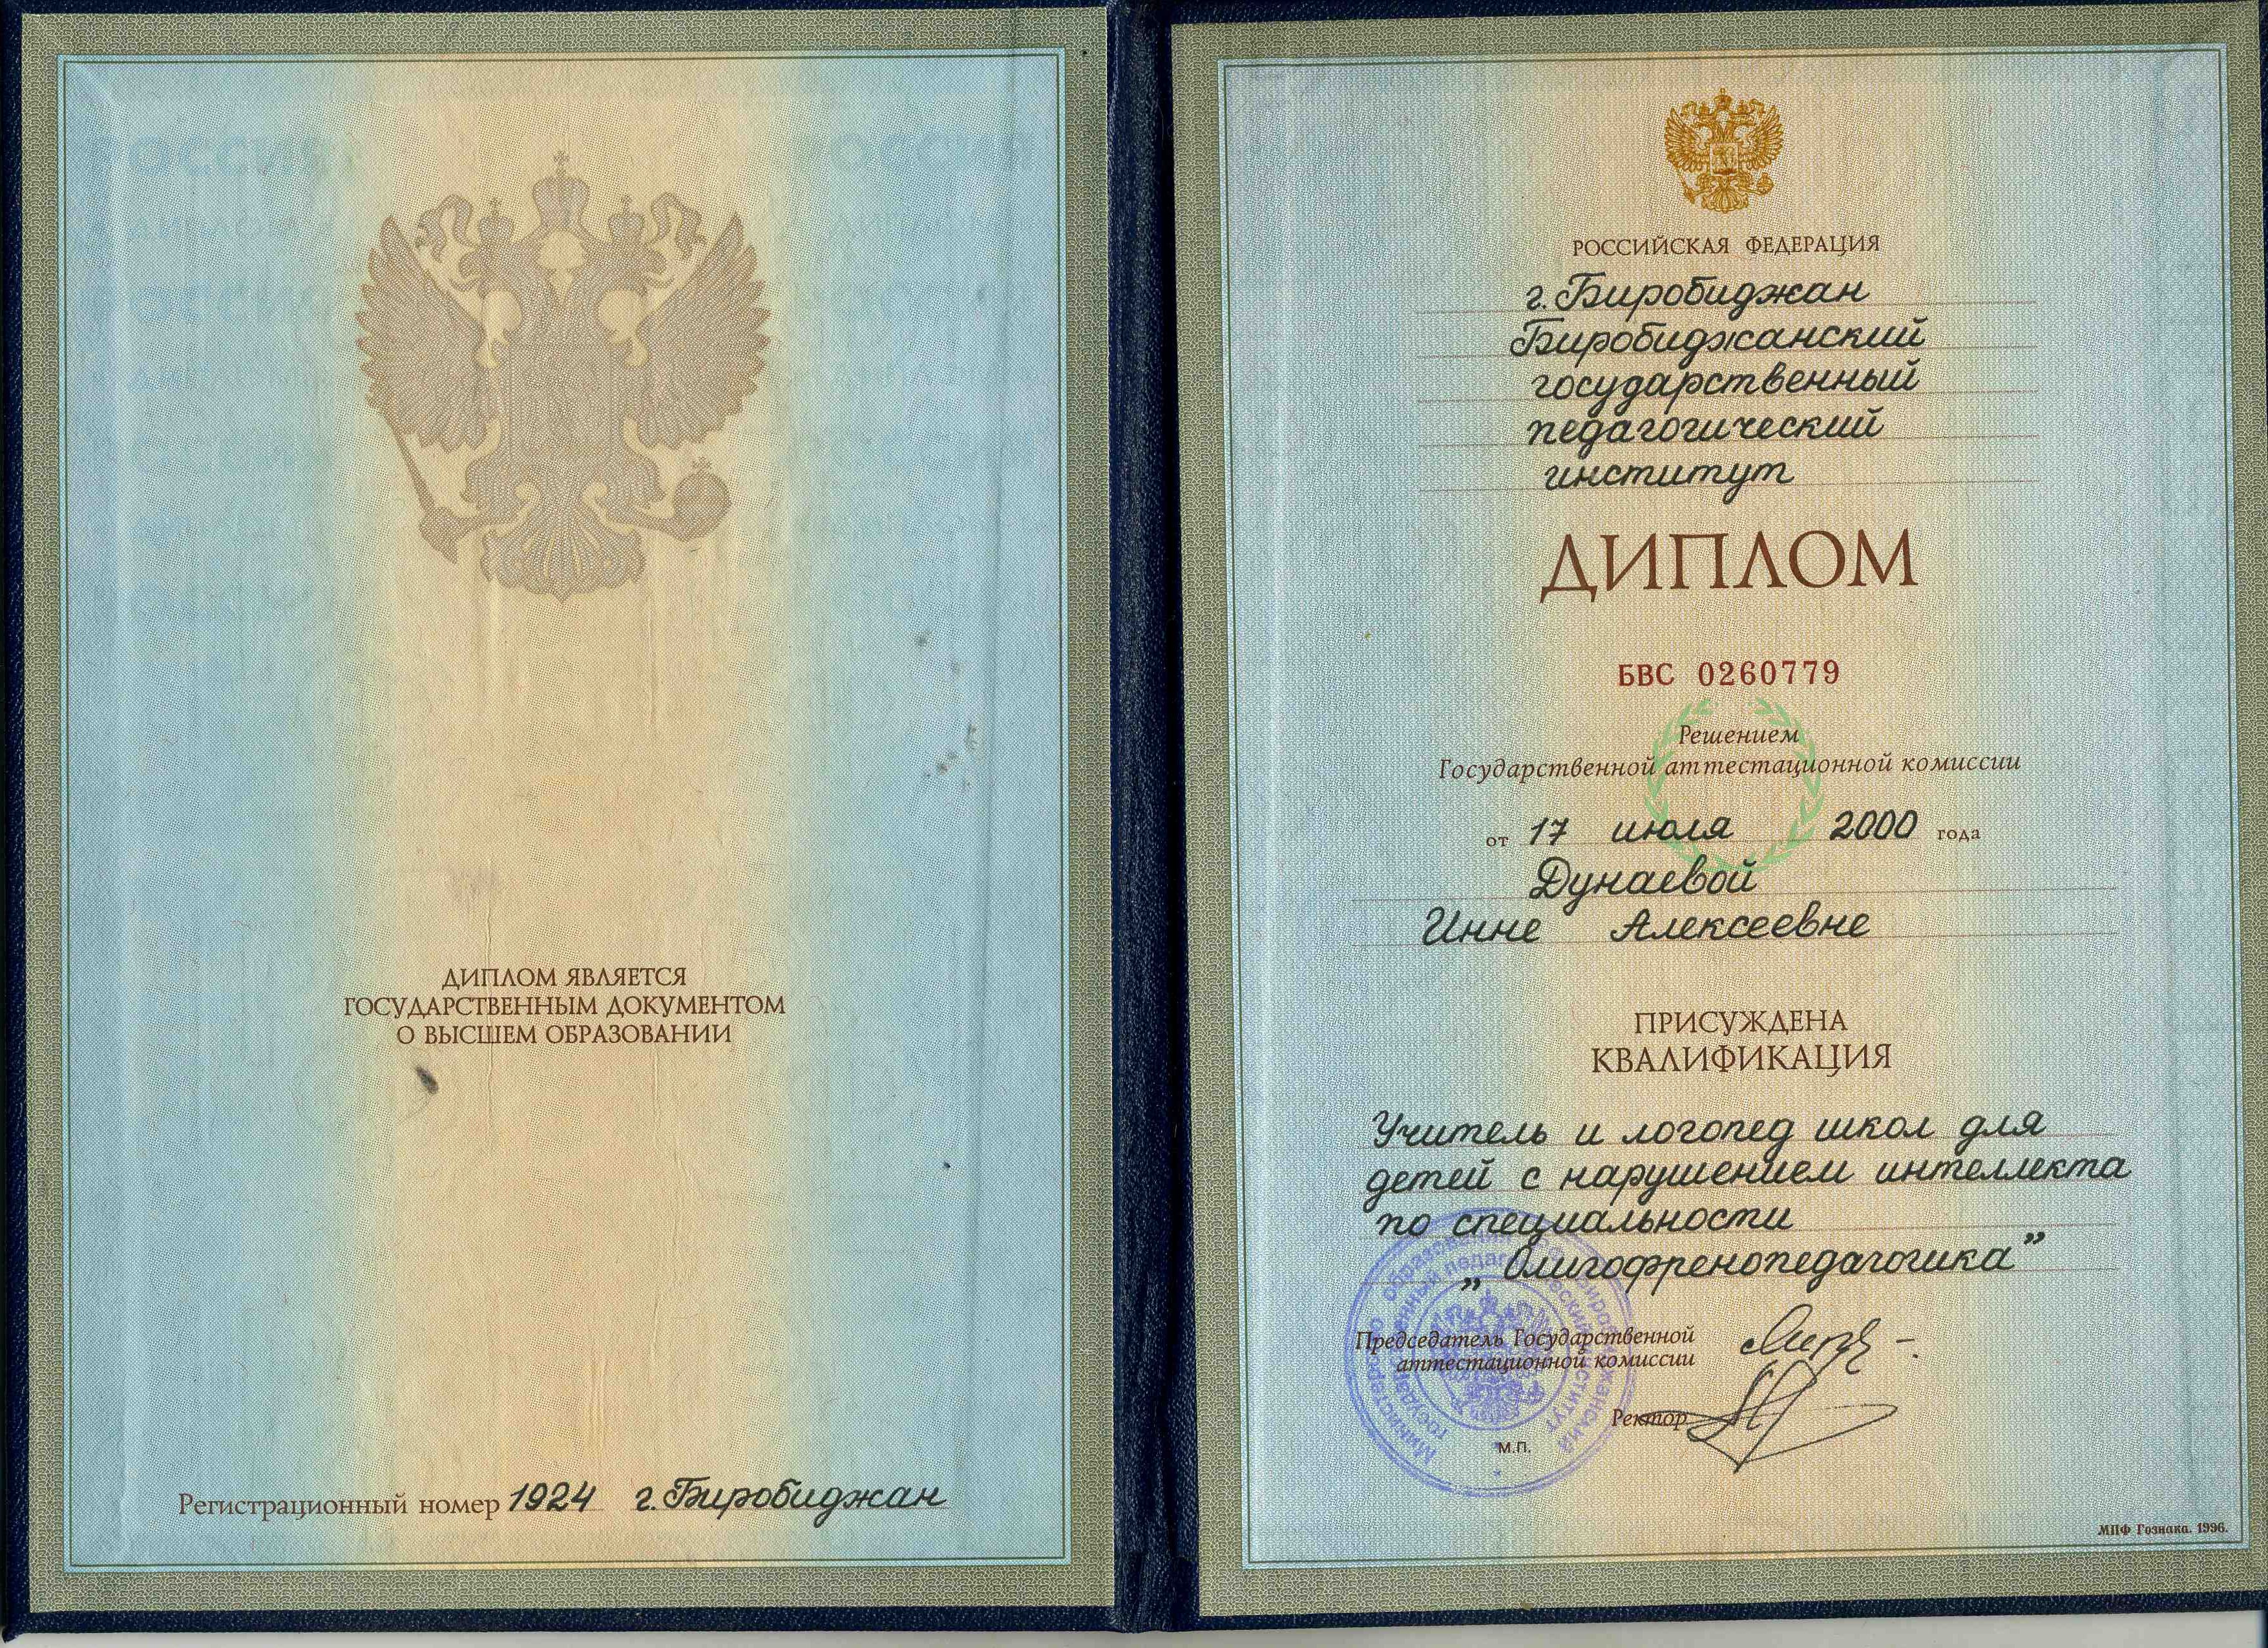 ДИПЛОМ ЯВЛЯЕТСЯ
ГОСУДАРСТВЕННЫМ ДОКУМЕНТОМ
О ВЫСШЕМ ОБРАЗОВАНИИ
Регистрационный номер 1924 г. Биробиджан
РОССИЙСКАЯ ФЕДЕРАЦИЯ
г. Биробиджан
Биробиджанский
государственный
педагогический
институт
ДИПЛОМ
БВС 0260779
Решением
Государственной аттестационной комиссии
от 17 июля 2000 года
Дунаевой
Инне Алексеевне
ПРИСУЖДЕНА
КВАЛИФИКАЦИЯ
Учитель и логопед школ для
детей с нарушением интеллекта
по специальности
„Олигофренопедагогика”
Председатель Государственной
аттестационной комиссии
Ректор
М.П.
МПФ Гознака. 1996.